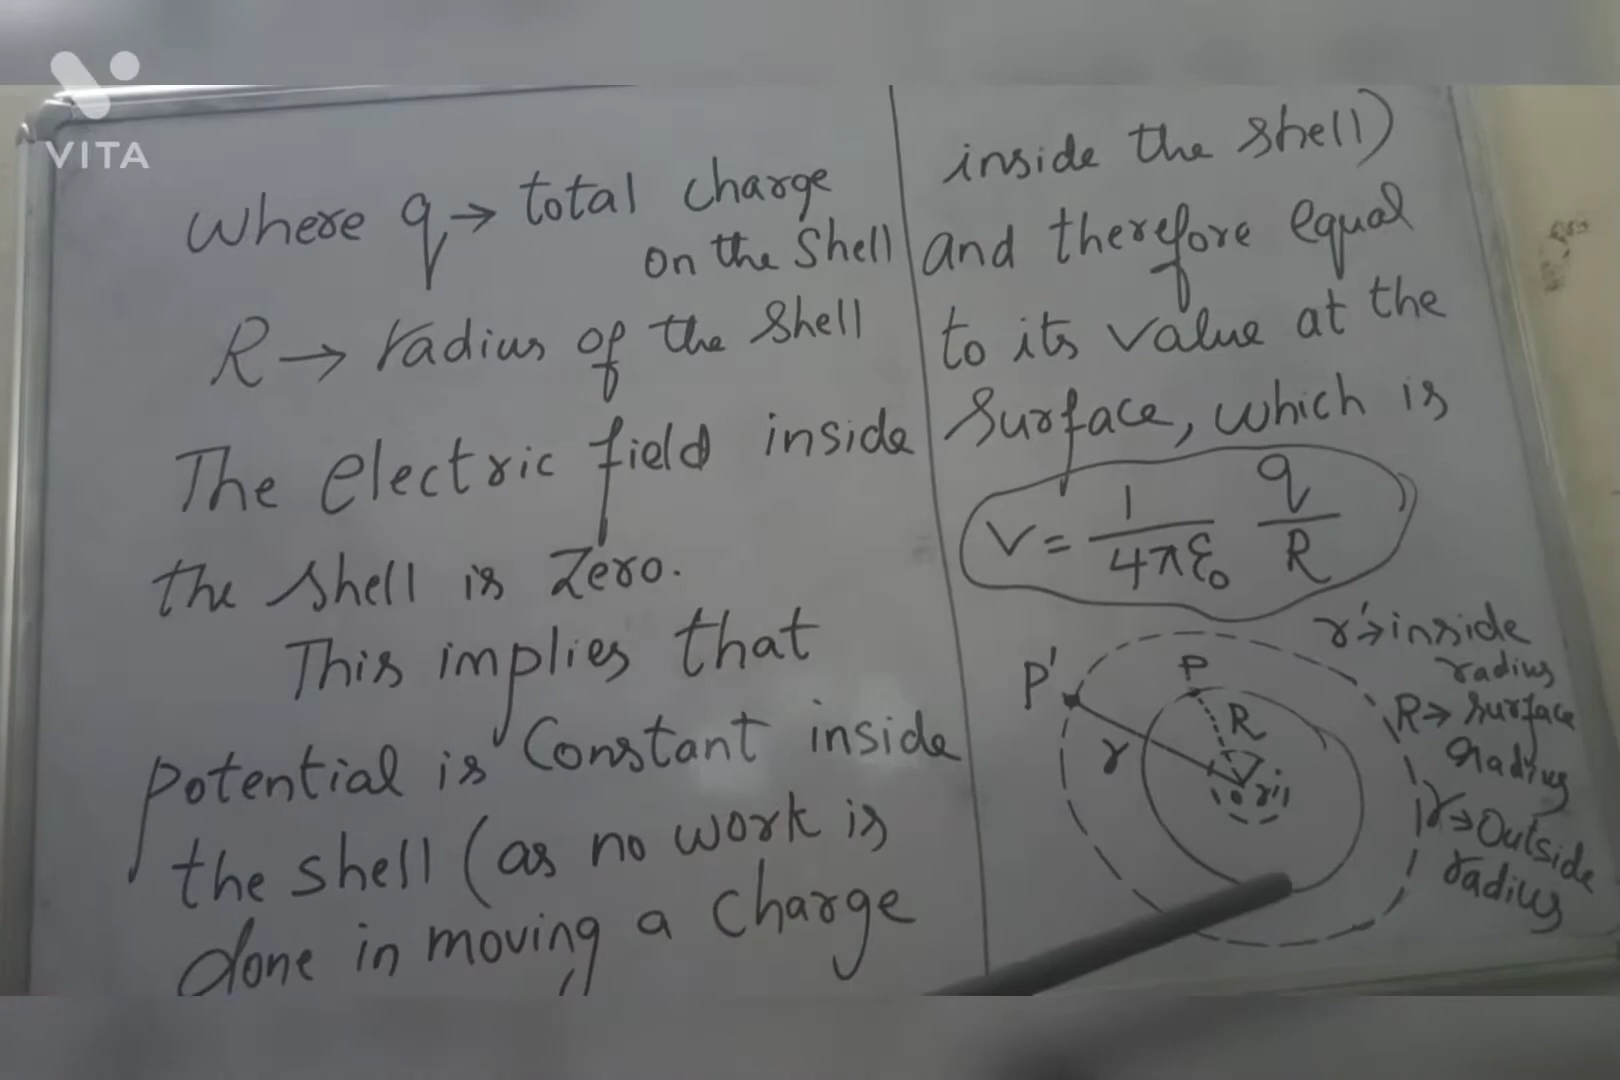 VITA
where q → total charge
on the shell
R → radius of the shell
The electric field inside
the shell is zero.
This implies that
potential is constant inside
the shell (as no work is
done in moving a charge
inside the shell)
and therefore equal
to its value at the
surface, which is
V = 1/4πε₀ q/R
P'
P
R
r
r'
r' → inside
radius
R → surface
radius
r → outside
radius